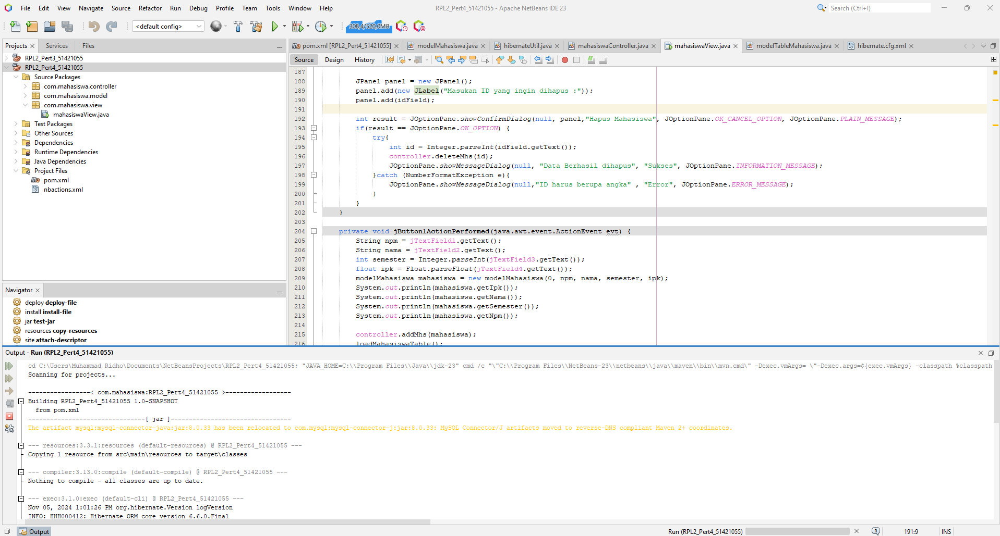 File Edit View Navigate Source Refactor Run Debug Profile Team Tools Window Help
RPL2_Pert4_51421055 - Apache NetBeans IDE 23
Search (Ctrl+I)
<default config>
308,4/520,0MB
Projects Services Files
RPL2_Pert3_51421055
RPL2_Pert4_51421055
Source Packages
com.mahasiswa.controller
com.mahasiswa.model
com.mahasiswa.view
mahasiswaView.java
Test Packages
Other Sources
Dependencies
Runtime Dependencies
Java Dependencies
Project Files
pom.xml
nbactions.xml
Navigator
deploy deploy-file
install install-file
jar test-jar
resources copy-resources
site attach-descriptor
pom.xml [RPL2_Pert4_51421055] modelMahasiswa.java hibernateUtil.java mahasiswaController.java mahasiswaView.java modelTableMahasiswa.java hibernate.cfg.xml
Source Design History
187
188 JPanel panel = new JPanel();
189 panel.add(new JLabel("Masukan ID yang ingin dihapus :"));
190 panel.add(idField);
191
192 int result = JOptionPane.showConfirmDialog(null, panel,"Hapus Mahasiswa", JOptionPane.OK_CANCEL_OPTION, JOptionPane.PLAIN_MESSAGE);
193 if(result == JOptionPane.OK_OPTION) {
194 try{
195 int id = Integer.parseInt(idField.getText());
196 controller.deleteMhs(id);
197 JOptionPane.showMessageDialog(null, "Data Berhasil dihapus", "Sukses", JOptionPane.INFORMATION_MESSAGE);
198 }catch (NumberFormatException e){
199 JOptionPane.showMessageDialog(null,"ID harus berupa angka" , "Error", JOptionPane.ERROR_MESSAGE);
200 }
201 }
202 }
203
204 private void jButton1ActionPerformed(java.awt.event.ActionEvent evt) {
205 String npm = jTextField1.getText();
206 String nama = jTextField2.getText();
207 int semester = Integer.parseInt(jTextField3.getText());
208 float ipk = Float.parseFloat(jTextField4.getText());
209 modelMahasiswa mahasiswa = new modelMahasiswa(0, npm, nama, semester, ipk);
210 System.out.println(mahasiswa.getIpk());
211 System.out.println(mahasiswa.getNama());
212 System.out.println(mahasiswa.getSemester());
213 System.out.println(mahasiswa.getNpm());
214
215 controller.addMhs(mahasiswa);
216 loadMahasiswaTable();
Output - Run (RPL2_Pert4_51421055)
cd C:\Users\Muhammad Ridho\Documents\NetBeansProjects\RPL2_Pert4_51421055; "JAVA_HOME=C:\\Program Files\\Java\\jdk-23" cmd /c "\"C:\\Program Files\\NetBeans-23\\netbeans\\java\\maven\\bin\\mvn.cmd\" -Dexec.vmArgs= \"-Dexec.args=${exec.vmArgs} -classpath %classpath
Scanning for projects...
-----------------< com.mahasiswa:RPL2_Pert4_51421055 >------------------
Building RPL2_Pert4_51421055 1.0-SNAPSHOT
from pom.xml
--------------------------------[ jar ]---------------------------------
The artifact mysql:mysql-connector-java:jar:8.0.33 has been relocated to com.mysql:mysql-connector-j:jar:8.0.33: MySQL Connector/J artifacts moved to reverse-DNS compliant Maven 2+ coordinates.
--- resources:3.3.1:resources (default-resources) @ RPL2_Pert4_51421055 ---
Copying 1 resource from src\main\resources to target\classes
--- compiler:3.13.0:compile (default-compile) @ RPL2_Pert4_51421055 ---
Nothing to compile - all classes are up to date.
--- exec:3.1.0:exec (default-cli) @ RPL2_Pert4_51421055 ---
Nov 05, 2024 1:01:26 PM org.hibernate.Version logVersion
INFO: HHH000412: Hibernate ORM core version 6.6.0.Final
Output
Run (RPL2_Pert4_51421055)
1
191:9
INS